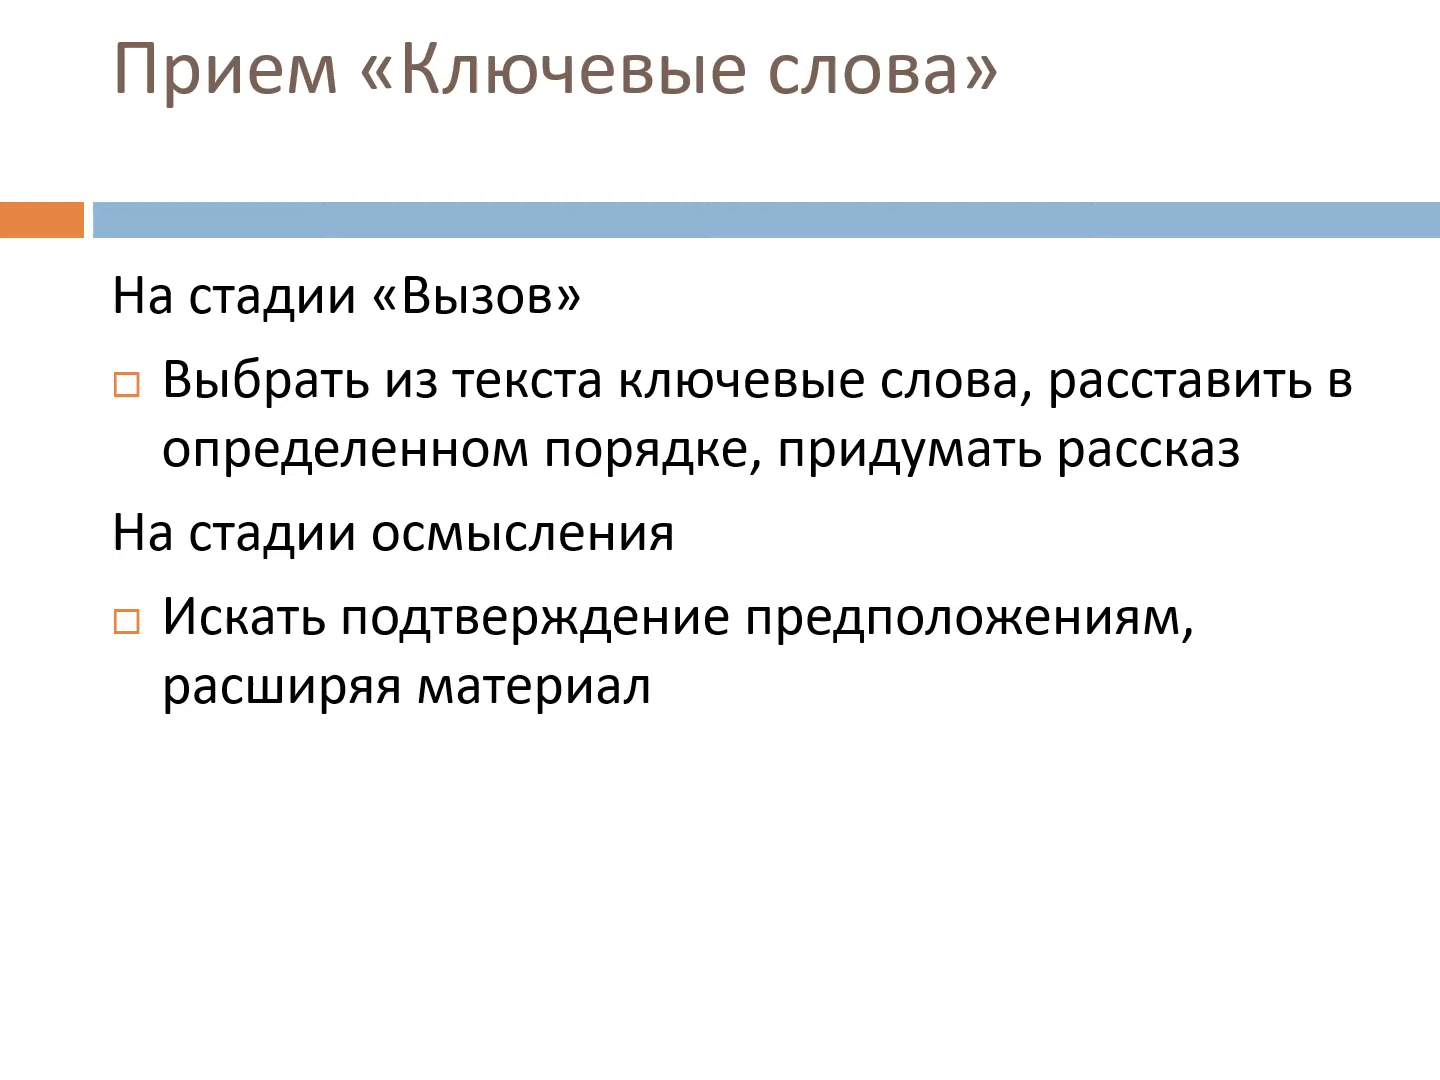 Прием «Ключевые слова»
На стадии «Вызов»
Выбрать из текста ключевые слова, расставить в
определенном порядке, придумать рассказ
На стадии осмысления
Искать подтверждение предположениям,
расширяя материал